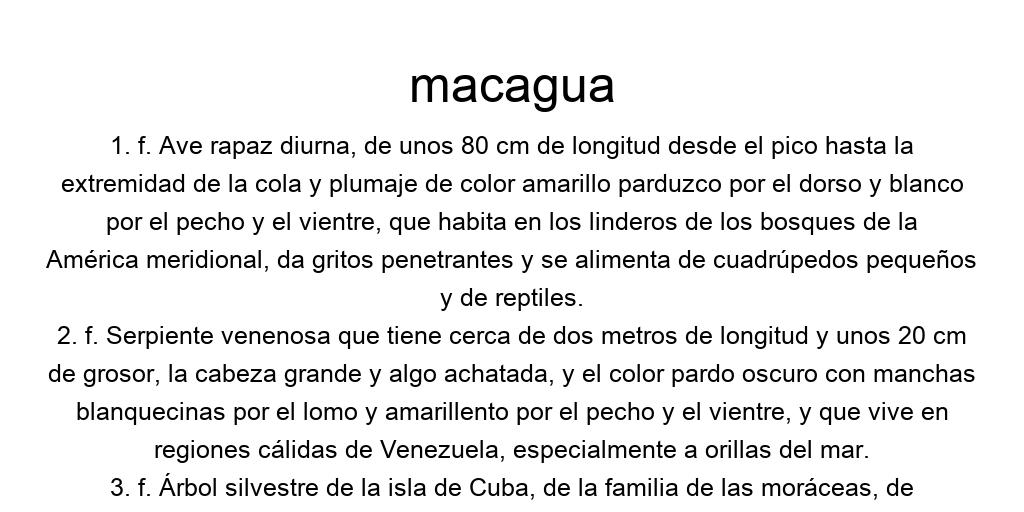 macagua
1. f. Ave rapaz diurna, de unos 80 cm de longitud desde el pico hasta la
extremidad de la cola y plumaje de color amarillo parduzco por el dorso y blanco
por el pecho y el vientre, que habita en los linderos de los bosques de la
América meridional, da gritos penetrantes y se alimenta de cuadrúpedos pequeños
y de reptiles.
2. f. Serpiente venenosa que tiene cerca de dos metros de longitud y unos 20 cm
de grosor, la cabeza grande y algo achatada, y el color pardo oscuro con manchas
blanquecinas por el lomo y amarillento por el pecho y el vientre, y que vive en
regiones cálidas de Venezuela, especialmente a orillas del mar.
3. f. Árbol silvestre de la isla de Cuba, de la familia de las moráceas, de